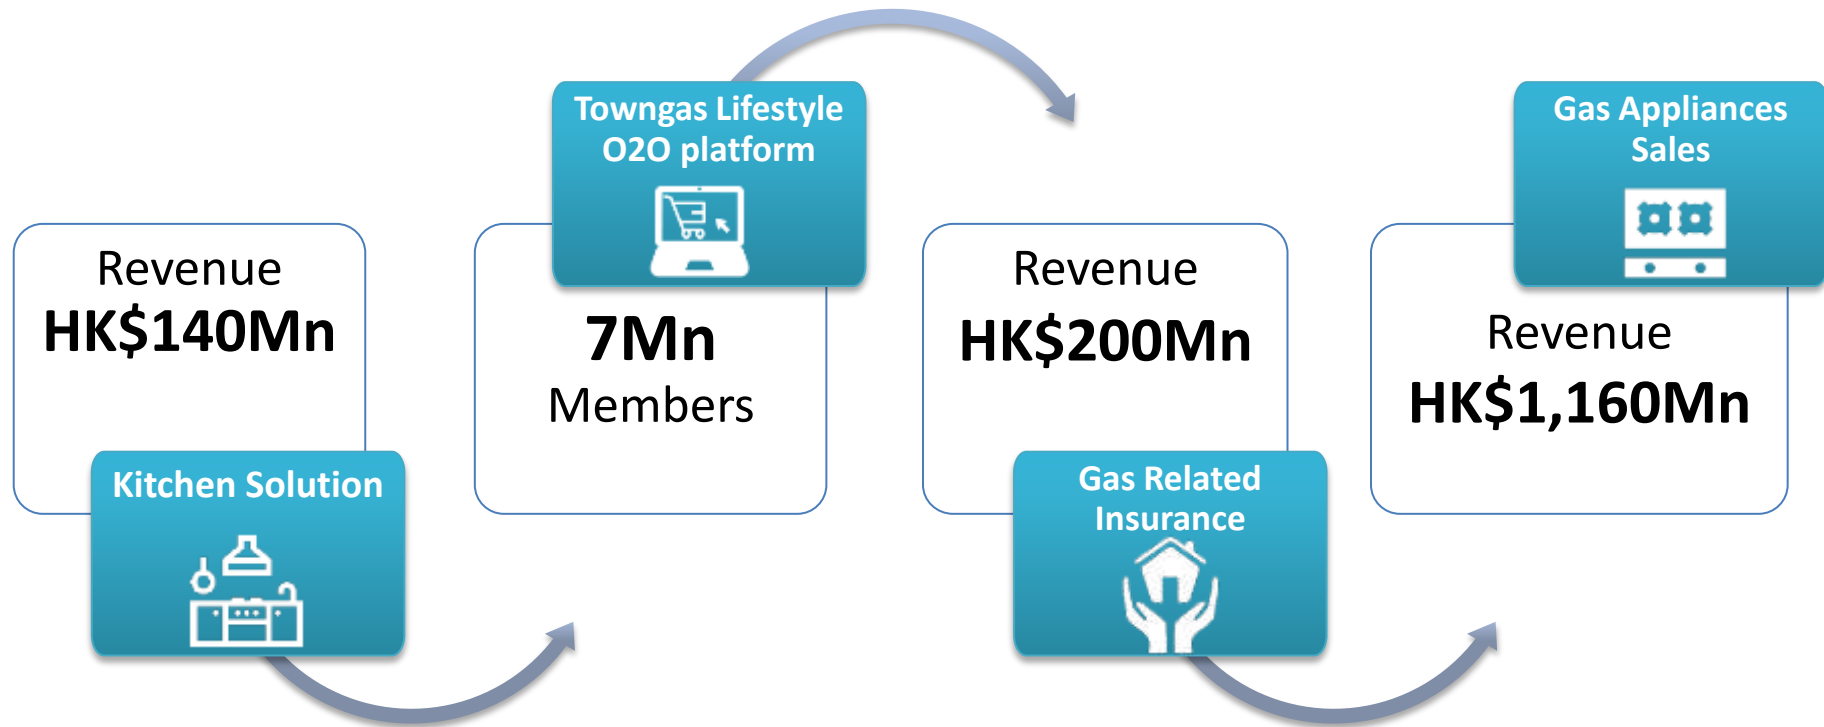 Revenue
HK$140Mn
Kitchen Solution
Towngas Lifestyle
O2O platform
7Mn
Members
Revenue
HK$200Mn
Gas Related
Insurance
Gas Appliances
Sales
Revenue
HK$1,160Mn